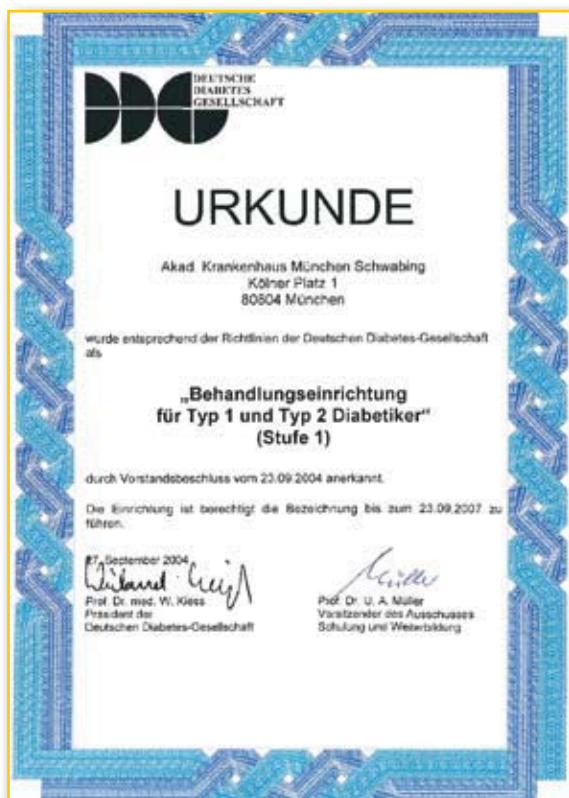 DEUTSCHE
DIABETES
GESELLSCHAFT
URKUNDE
Akad. Krankenhaus München Schwabing
Kölner Platz 1
80804 München
wurde entsprechend der Richtlinien der Deutschen Diabetes-Gesellschaft
als
„Behandlungseinrichtung
für Typ 1 und Typ 2 Diabetiker“
(Stufe 1)
durch Vorstandsbeschluss vom 23.09.2004 anerkannt.
Die Einrichtung ist berechtigt die Bezeichnung bis zum 23.09.2007 zu
führen.
27. September 2004
Prof. Dr. med. W. Kiess
Präsident der
Deutschen Diabetes-Gesellschaft
Müller
Prof. Dr. U. A. Müller
Vorsitzender des Ausschusses
Schulung und Weiterbildung